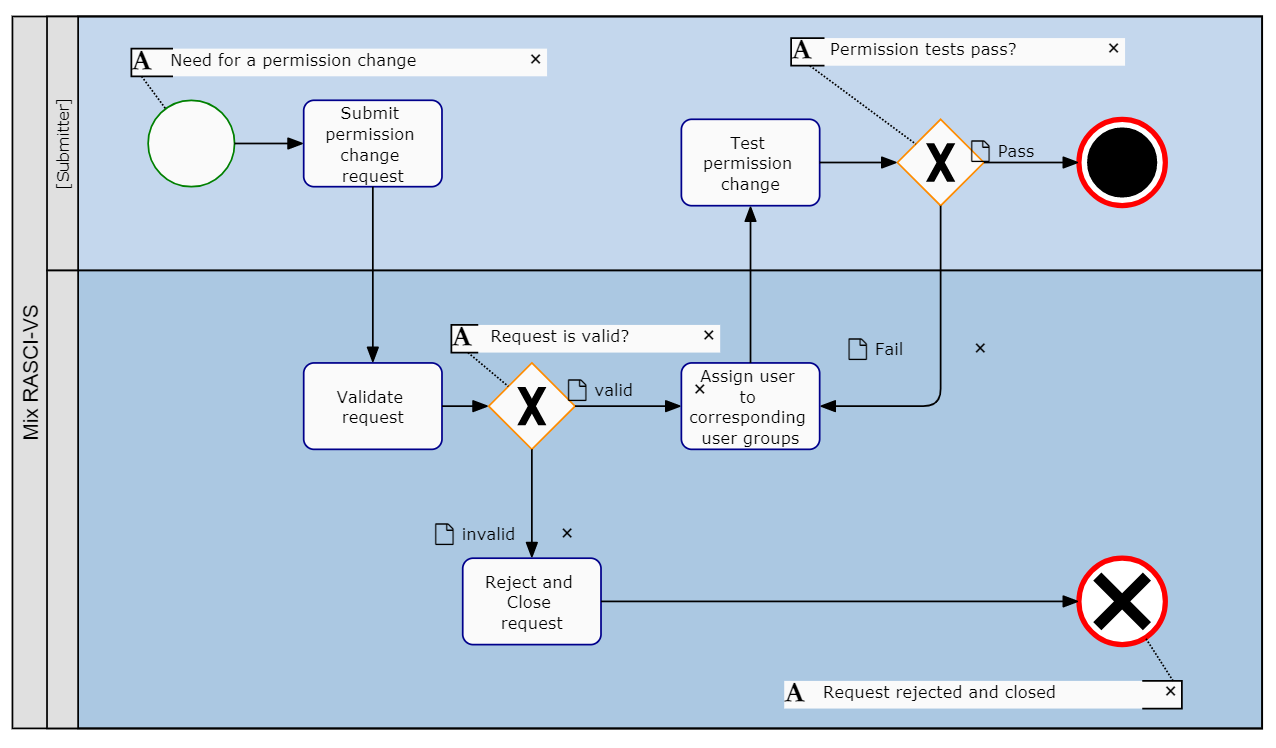 Mix RASCI-VS
[Submitter]
A Need for a permission change ×
Submit
permission
change
request
A Permission tests pass? ×
Test
permission
change
X
Pass
A Request is valid? ×
Validate
request
X
valid ×
Assign user
to
corresponding
user groups
Fail ×
invalid ×
Reject and
Close
request
A Request rejected and closed ×